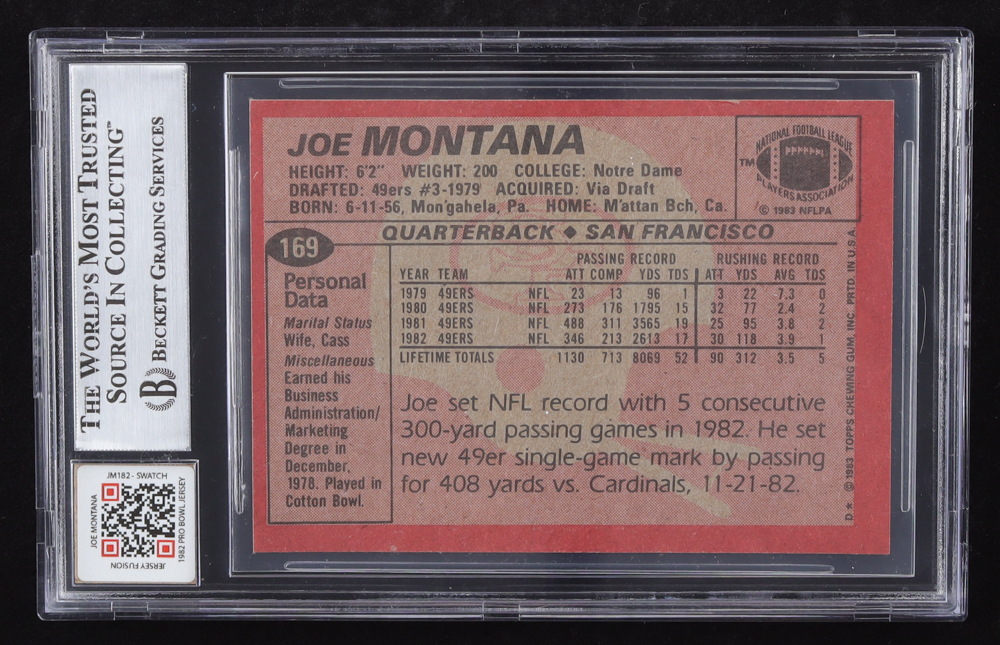 THE WORLD'S MOST TRUSTED
SOURCE IN COLLECTING™
BECKETT GRADING SERVICES
B
JM182 - SWATCH
JOE MONTANA
1982 PRO BOWL JERSEY
JERSEY FUSION
JOE MONTANA
HEIGHT: 6'2" WEIGHT: 200 COLLEGE: Notre Dame
DRAFTED: 49ers #3-1979 ACQUIRED: Via Draft
BORN: 6-11-56, Mon'gahela, Pa. HOME: M'attan Bch, Ca.
NATIONAL FOOTBALL LEAGUE
TM
PLAYERS
PLAYERS ASSOCIATION
© 1983 NFLPA
169
QUARTERBACK ◆ SAN FRANCISCO
Personal
Data
Marital Status
Wife, Cass
Miscellaneous
Earned his
Business
Administration/
Marketing
Degree in
December,
1978. Played in
Cotton Bowl.
PASSING RECORD RUSHING RECORD
YEAR TEAM ATT COMP YDS TDS ATT YDS AVG TDS
1979 49ERS NFL 23 13 96 1 3 22 7.3 0
1980 49ERS NFL 273 176 1795 15 32 77 2.4 2
1981 49ERS NFL 488 311 3565 19 25 95 3.8 2
1982 49ERS NFL 346 213 2613 17 30 118 3.9 1
LIFETIME TOTALS 1130 713 8069 52 90 312 3.5 5
Joe set NFL record with 5 consecutive
300-yard passing games in 1982. He set
new 49er single-game mark by passing
for 408 yards vs. Cardinals, 11-21-82.
D* © 1983 TOPPS CHEWING GUM, INC. PRTD. IN U.S.A.